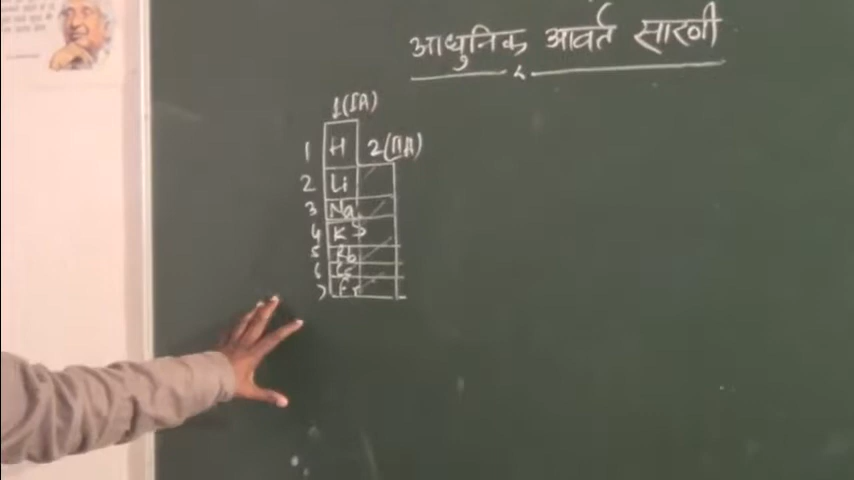 आधुनिक आवर्त सारणी
1(IA)
1 H 2(IIA)
2 Li
3 Na
4 K
5 Rb
6 Cs
7 Fr